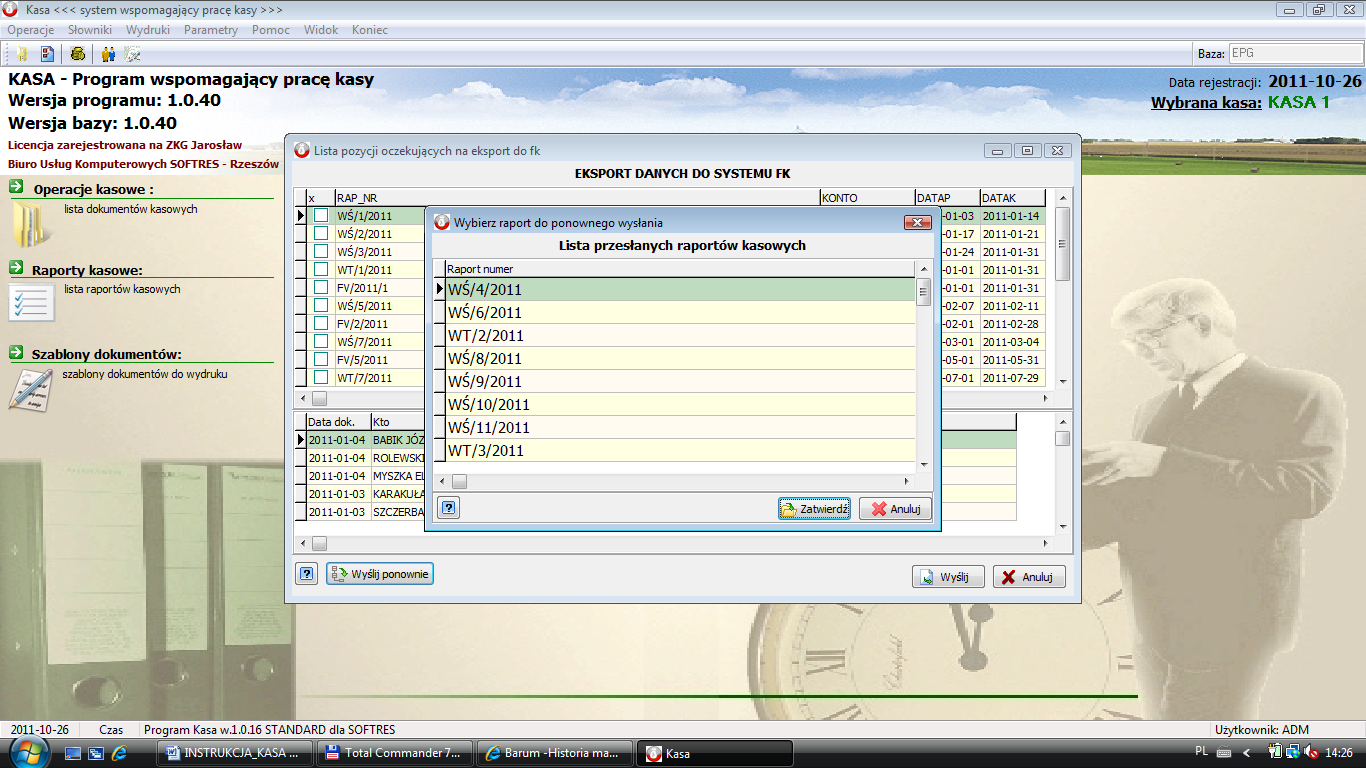 Kasa <<< system wspomagający pracę kasy >>>
Operacje Słowniki Wydruki Parametry Pomoc Widok Koniec
Baza: EPG
KASA - Program wspomagający pracę kasy
Wersja programu: 1.0.40
Wersja bazy: 1.0.40
Licencja zarejestrowana na ZKG Jarosław
Biuro Usług Komputerowych SOFTRES - Rzeszów
Data rejestracji: 2011-10-26
Wybrana kasa: KASA 1
Operacje kasowe :
lista dokumentów kasowych
Raporty kasowe:
lista raportów kasowych
Szablony dokumentów:
szablony dokumentów do wydruku
Lista pozycji oczekujących na eksport do fk
EKSPORT DANYCH DO SYSTEMU FK
x RAP_NR KONTO DATAP DATAK
WŚ/1/2011 -01-03 2011-01-14
WŚ/2/2011 -01-17 2011-01-21
WŚ/3/2011 -01-24 2011-01-31
WT/1/2011 -01-01 2011-01-31
FV/2011/1 -01-01 2011-01-31
WŚ/5/2011 -02-07 2011-02-11
FV/2/2011 -02-01 2011-02-28
WŚ/7/2011 -03-01 2011-03-04
FV/5/2011 -05-01 2011-05-31
WT/7/2011 -07-01 2011-07-29
Data dok. Kto
2011-01-04 BABIK JÓZ
2011-01-04 ROLEWSKI
2011-01-04 MYSZKA EL
2011-01-03 KARAKUŁA
2011-01-03 SZCZERBA
Wyślij ponownie
Wyślij
Anuluj
Wybierz raport do ponownego wysłania
Lista przesłanych raportów kasowych
Raport numer
WŚ/4/2011
WŚ/6/2011
WT/2/2011
WŚ/8/2011
WŚ/9/2011
WŚ/10/2011
WŚ/11/2011
WT/3/2011
Zatwierdź
Anuluj
2011-10-26 Czas Program Kasa w.1.0.16 STANDARD dla SOFTRES Użytkownik: ADM
INSTRUKCJA_KASA ... Total Commander 7... Barum -Historia ma... Kasa PL 14:26